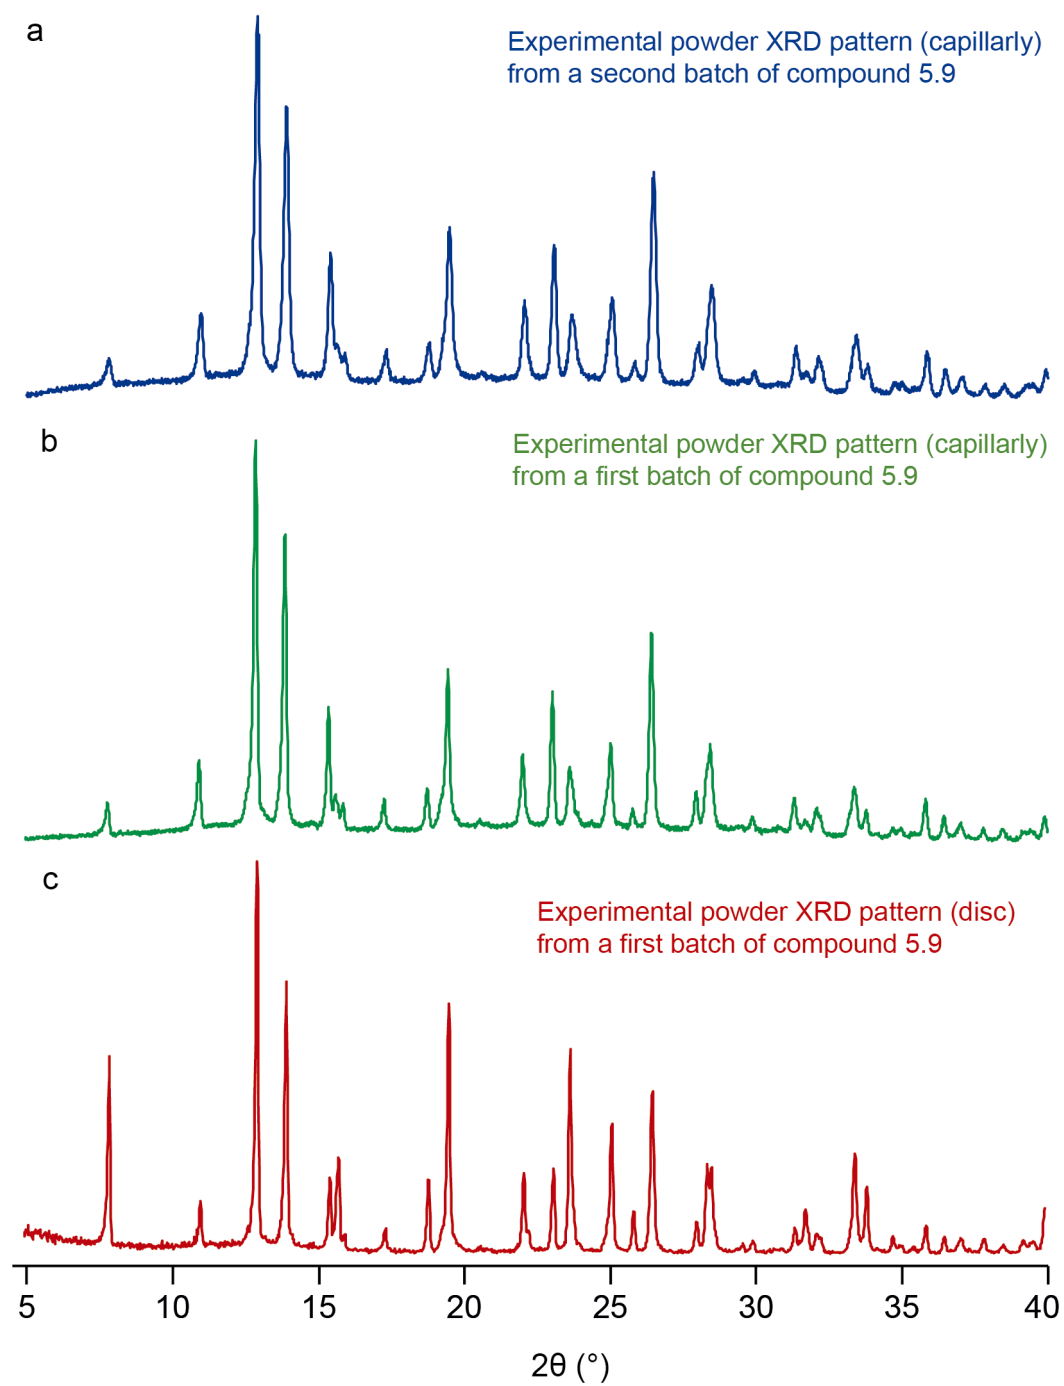 a
Experimental powder XRD pattern (capillarly)
from a second batch of compound 5.9
b
Experimental powder XRD pattern (capillarly)
from a first batch of compound 5.9
c
Experimental powder XRD pattern (disc)
from a first batch of compound 5.9
5 10 15 20 25 30 35 40
2θ (°)